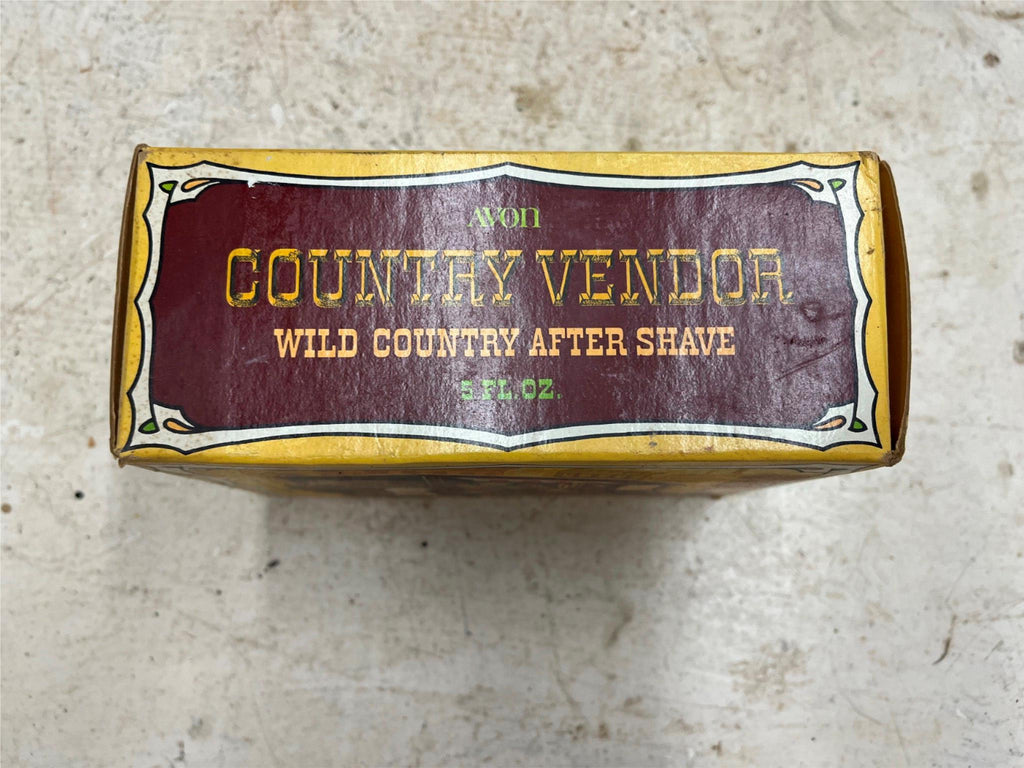 AVON
COUNTRY VENDOR
WILD COUNTRY AFTER SHAVE
5 FL. OZ.